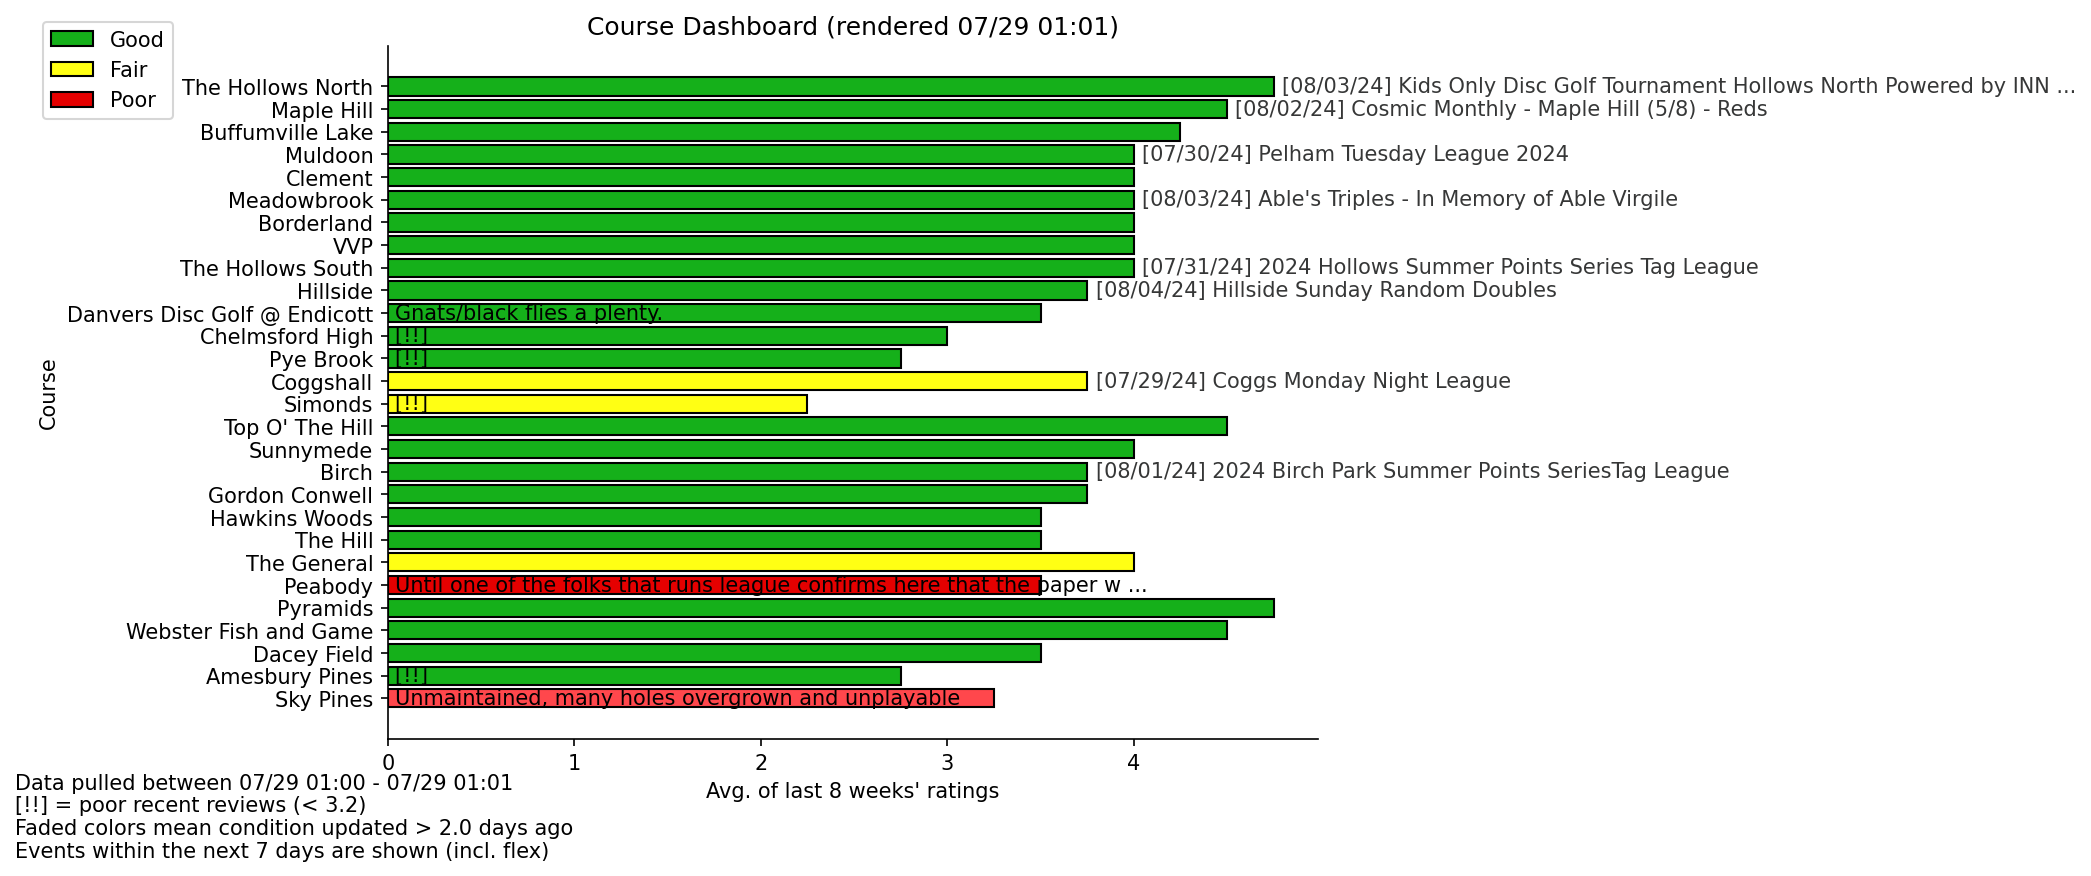 Course Dashboard (rendered 07/29 01:01)
Good
Fair
Poor
The Hollows North [08/03/24] Kids Only Disc Golf Tournament Hollows North Powered by INN ...
Maple Hill [08/02/24] Cosmic Monthly - Maple Hill (5/8) - Reds
Buffumville Lake
Muldoon [07/30/24] Pelham Tuesday League 2024
Clement
Meadowbrook [08/03/24] Able's Triples - In Memory of Able Virgile
Borderland
VVP
The Hollows South [07/31/24] 2024 Hollows Summer Points Series Tag League
Hillside [08/04/24] Hillside Sunday Random Doubles
Danvers Disc Golf @ Endicott Gnats/black flies a plenty.
Chelmsford High [!!]
Pye Brook [!!]
Coggshall [07/29/24] Coggs Monday Night League
Simonds [!!]
Top O' The Hill
Sunnymede
Birch [08/01/24] 2024 Birch Park Summer Points SeriesTag League
Gordon Conwell
Hawkins Woods
The Hill
The General
Peabody Until one of the folks that runs league confirms here that the paper w ...
Pyramids
Webster Fish and Game
Dacey Field
Amesbury Pines [!!]
Sky Pines Unmaintained, many holes overgrown and unplayable
Course
0 1 2 3 4
Avg. of last 8 weeks' ratings
Data pulled between 07/29 01:00 - 07/29 01:01
[!!] = poor recent reviews (< 3.2)
Faded colors mean condition updated > 2.0 days ago
Events within the next 7 days are shown (incl. flex)